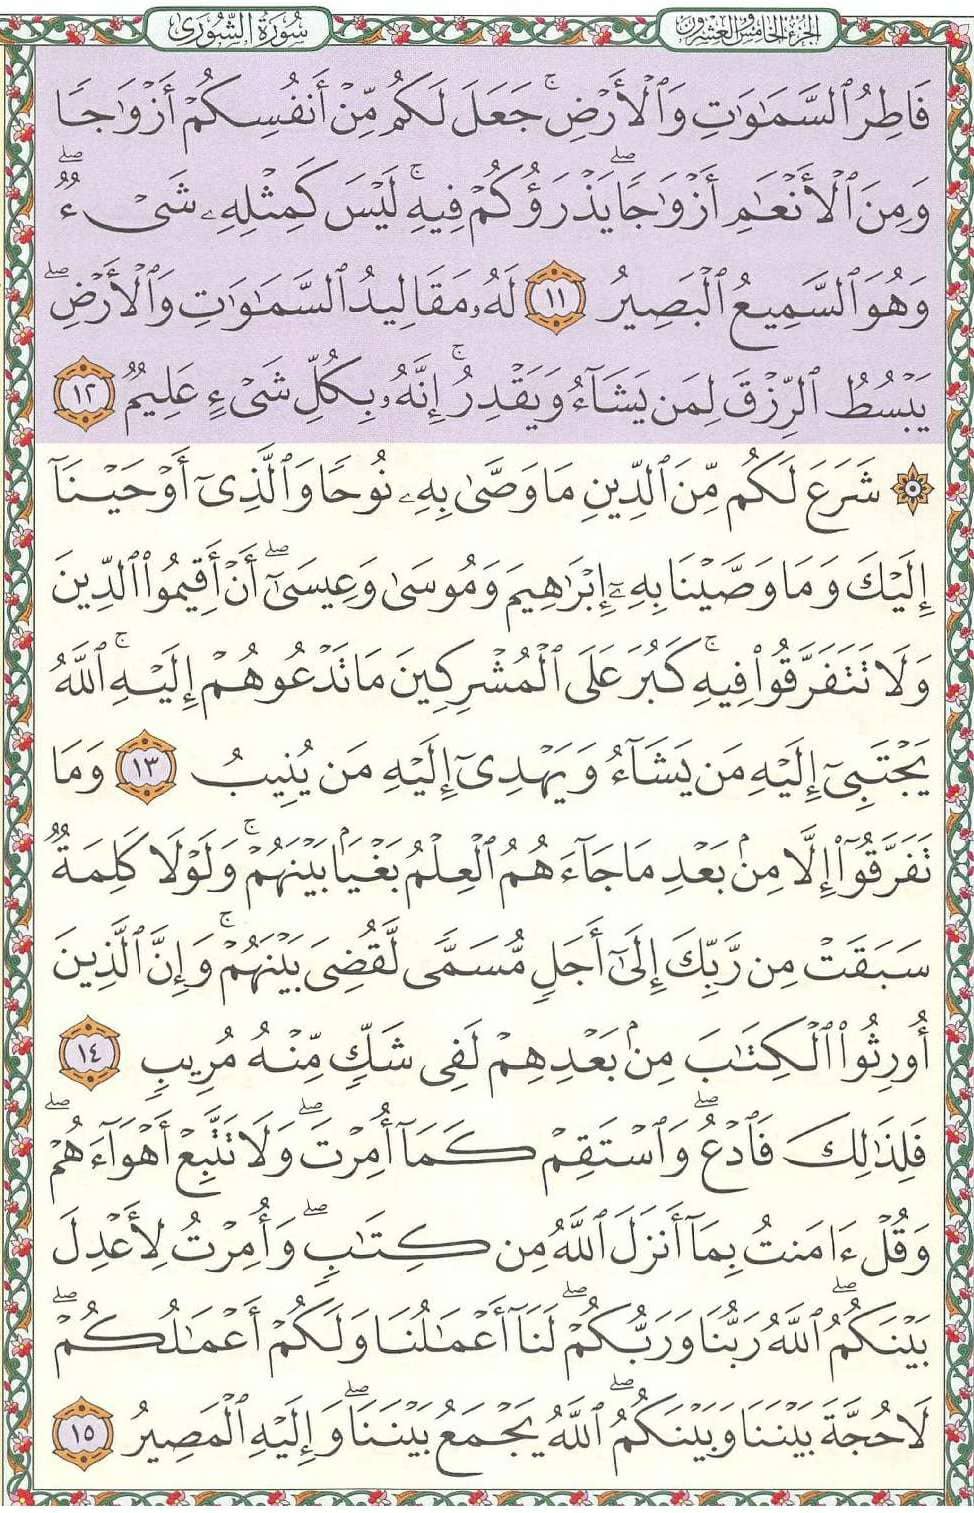 سُورَةُ الشُّورَىٰ
الجزء الخامس والعشرون
فَاطِرُ ٱلسَّمَٰوَٰتِ وَٱلْأَرْضِ ۚ جَعَلَ لَكُم مِّنْ أَنفُسِكُمْ أَزْوَٰجًا
وَمِنَ ٱلْأَنْعَٰمِ أَزْوَٰجًا ۖ يَذْرَؤُكُمْ فِيهِ ۚ لَيْسَ كَمِثْلِهِۦ شَىْءٌ ۖ
وَهُوَ ٱلسَّمِيعُ ٱلْبَصِيرُ ١١ لَهُۥ مَقَالِيدُ ٱلسَّمَٰوَٰتِ وَٱلْأَرْضِ ۖ
يَبْسُطُ ٱلرِّزْقَ لِمَن يَشَآءُ وَيَقْدِرُ ۚ إِنَّهُۥ بِكُلِّ شَىْءٍ عَلِيمٌ ١٢
۞ شَرَعَ لَكُم مِّنَ ٱلدِّينِ مَا وَصَّىٰ بِهِۦ نُوحًا وَٱلَّذِىٓ أَوْحَيْنَآ
إِلَيْكَ وَمَا وَصَّيْنَا بِهِۦٓ إِبْرَٰهِيمَ وَمُوسَىٰ وَعِيسَىٰٓ ۖ أَنْ أَقِيمُوا۟ ٱلدِّينَ
وَلَا تَتَفَرَّقُوا۟ فِيهِ ۚ كَبُرَ عَلَى ٱلْمُشْرِكِينَ مَا تَدْعُوهُمْ إِلَيْهِ ۚ ٱللَّهُ
يَجْتَبِىٓ إِلَيْهِ مَن يَشَآءُ وَيَهْدِىٓ إِلَيْهِ مَن يُنِيبُ ١٣ وَمَا
تَفَرَّقُوٓا۟ إِلَّا مِنۢ بَعْدِ مَا جَآءَهُمُ ٱلْعِلْمُ بَغْيًۢا بَيْنَهُمْ ۚ وَلَوْلَا كَلِمَةٌ
سَبَقَتْ مِن رَّبِّكَ إِلَىٰٓ أَجَلٍ مُّسَمًّى لَّقُضِىَ بَيْنَهُمْ ۚ وَإِنَّ ٱلَّذِينَ
أُورِثُوا۟ ٱلْكِتَٰبَ مِنۢ بَعْدِهِمْ لَفِى شَكٍّ مِّنْهُ مُرِيبٍ ١٤
فَلِذَٰلِكَ فَٱدْعُ ۖ وَٱسْتَقِمْ كَمَآ أُمِرْتَ ۖ وَلَا تَتَّبِعْ أَهْوَآءَهُمْ ۖ
وَقُلْ ءَامَنتُ بِمَآ أَنزَلَ ٱللَّهُ مِن كِتَٰبٍ ۖ وَأُمِرْتُ لِأَعْدِلَ
بَيْنَكُمُ ۖ ٱللَّهُ رَبُّنَا وَرَبُّكُمْ ۖ لَنَآ أَعْمَٰلُنَا وَلَكُمْ أَعْمَٰلُكُمْ ۖ
لَا حُجَّةَ بَيْنَنَا وَبَيْنَكُمُ ۖ ٱللَّهُ يَجْمَعُ بَيْنَنَا ۖ وَإِلَيْهِ ٱلْمَصِيرُ ١٥